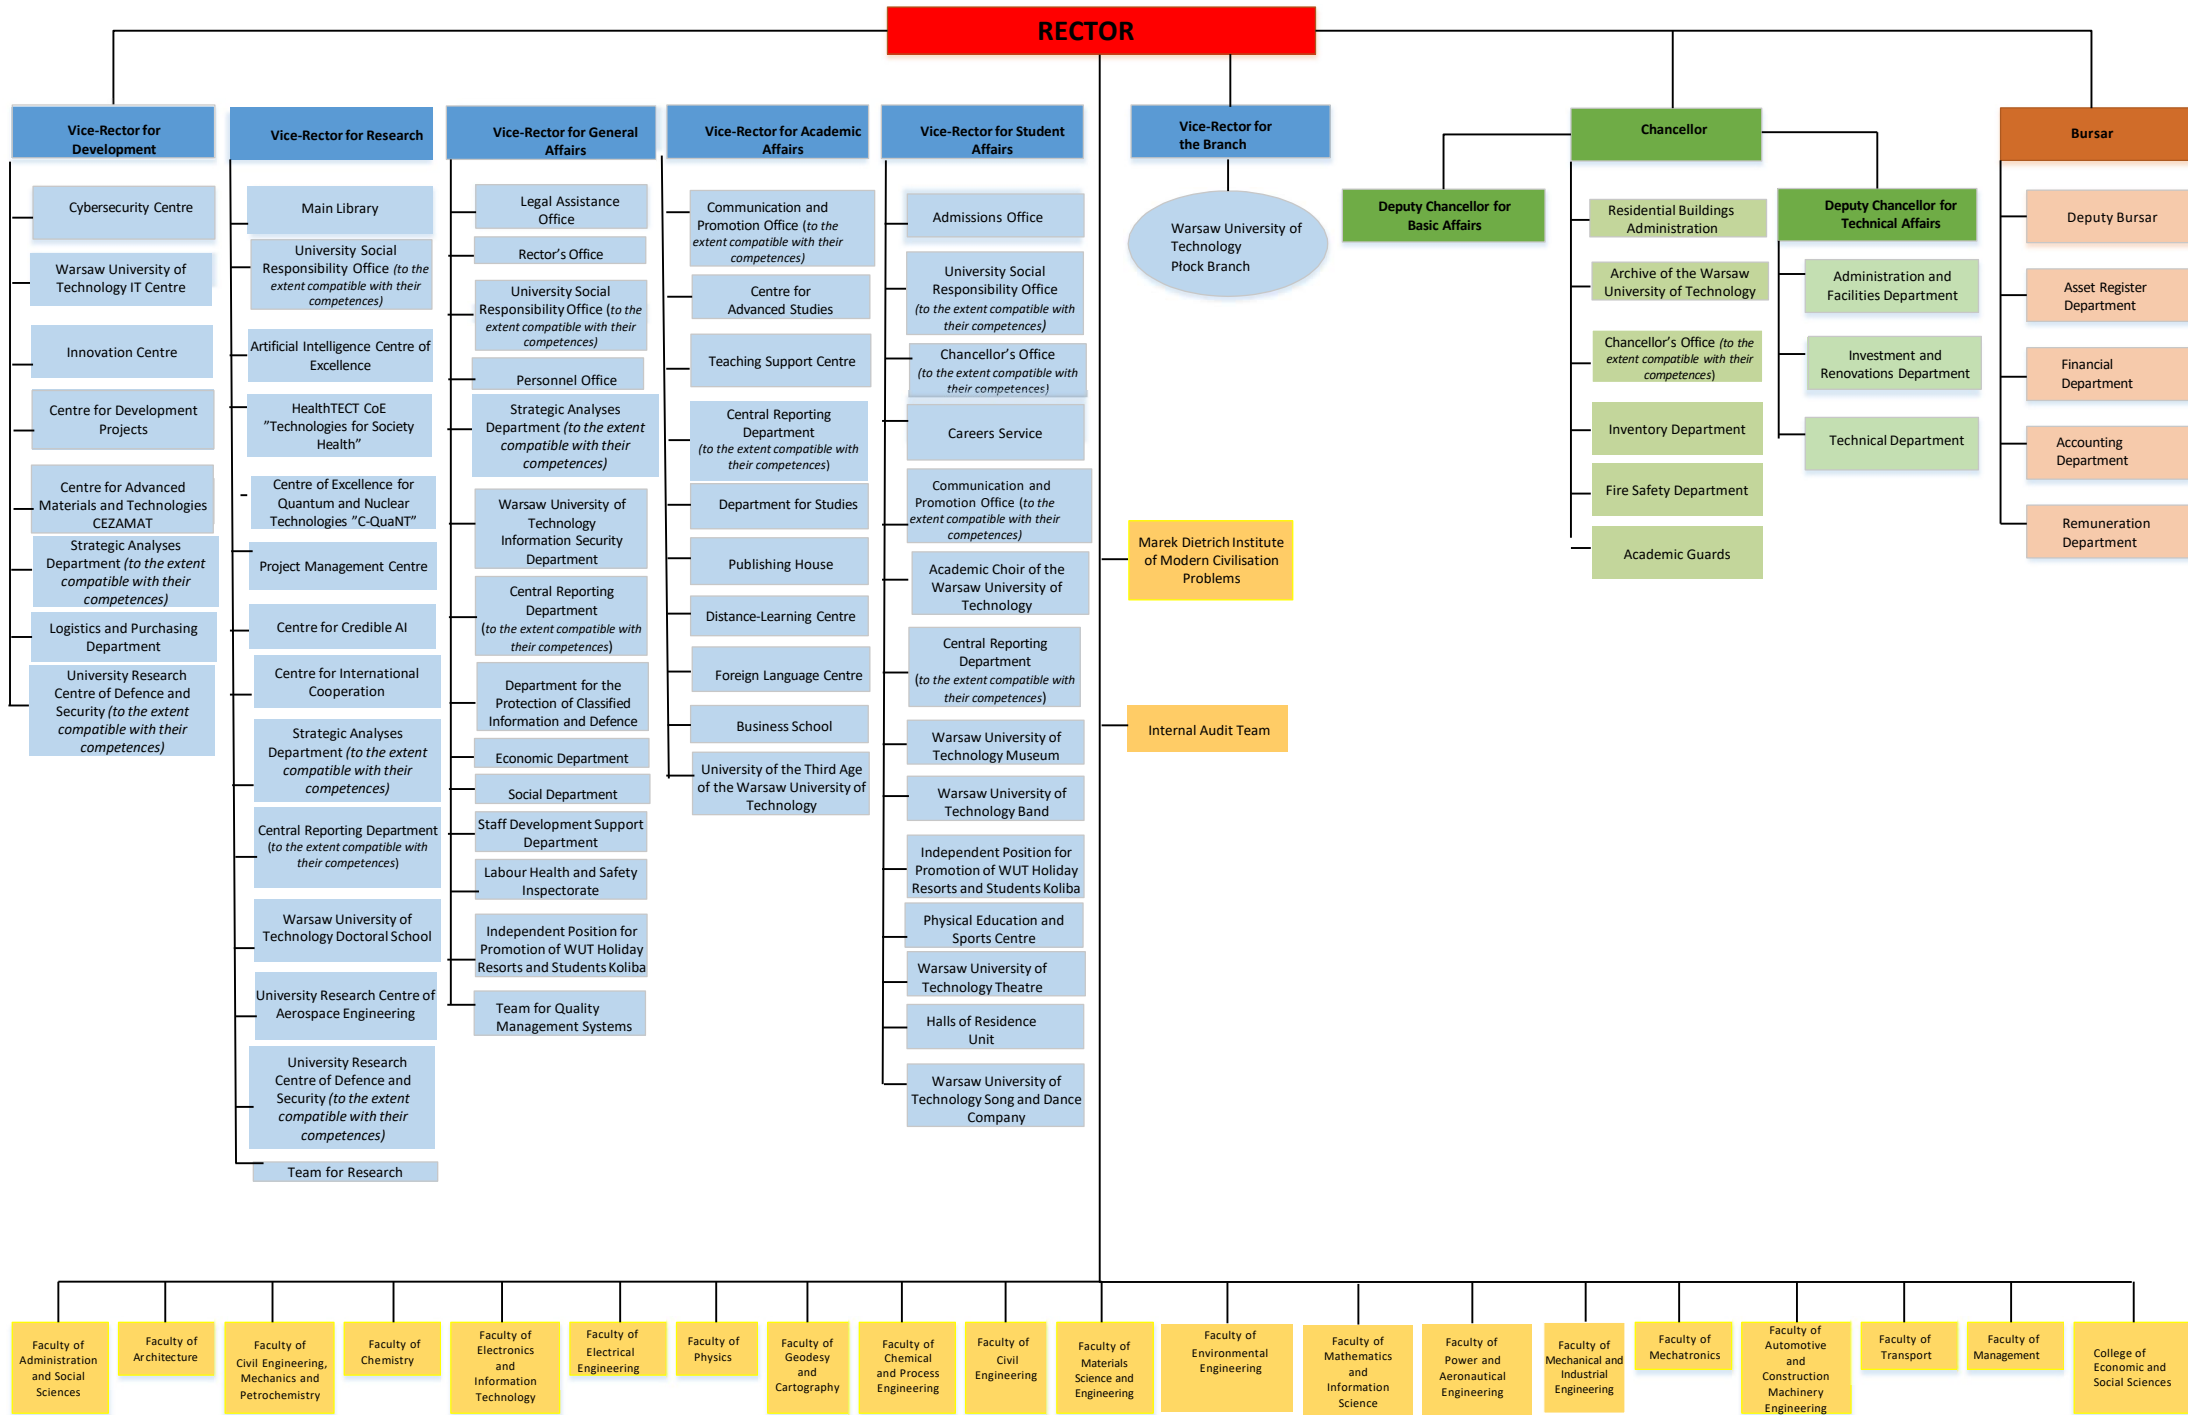 RECTOR
Vice-Rector for
Development
Cybersecurity Centre
Warsaw University of
Technology IT Centre
Innovation Centre
Centre for Development
Projects
Centre for Advanced
Materials and Technologies
CEZAMAT
Strategic Analyses
Department (to the extent
compatible with their
competences)
Logistics and Purchasing
Department
University Research
Centre of Defence and
Security (to the extent
compatible with their
competences)
Vice-Rector for Research
Main Library
University Social
Responsibility Office (to the
extent compatible with their
competences)
Artificial Intelligence Centre of
Excellence
HealthTECT CoE
”Technologies for Society
Health”
Centre of Excellence for
Quantum and Nuclear
Technologies ”C-QuaNT”
Project Management Centre
Centre for Credible AI
Centre for International
Cooperation
Strategic Analyses
Department (to the extent
compatible with their
competences)
Central Reporting Department
(to the extent compatible with
their competences)
Warsaw University of
Technology Doctoral School
University Research Centre of
Aerospace Engineering
University Research
Centre of Defence and
Security (to the extent
compatible with their
competences)
Team for Research
Vice-Rector for General
Affairs
Legal Assistance
Office
Rector’s Office
University Social
Responsibility Office (to the
extent compatible with their
competences)
Personnel Office
Strategic Analyses
Department (to the extent
compatible with their
competences)
Warsaw University of
Technology
Information Security
Department
Central Reporting
Department
(to the extent compatible with
their competences)
Department for the
Protection of Classified
Information and Defence
Economic Department
Social Department
Staff Development Support
Department
Labour Health and Safety
Inspectorate
Independent Position for
Promotion of WUT Holiday
Resorts and Students Koliba
Team for Quality
Management Systems
Vice-Rector for Academic
Affairs
Communication and
Promotion Office (to the
extent compatible with their
competences)
Centre for
Advanced Studies
Teaching Support Centre
Central Reporting
Department
(to the extent compatible with
their competences)
Department for Studies
Publishing House
Distance-Learning Centre
Foreign Language Centre
Business School
University of the Third Age
of the Warsaw University of
Technology
Vice-Rector for Student
Affairs
Admissions Office
University Social
Responsibility Office
(to the extent compatible with
their competences)
Chancellor’s Office
(to the extent compatible with
their competences)
Careers Service
Communication and
Promotion Office (to the
extent compatible with their
competences)
Academic Choir of the
Warsaw University of
Technology
Central Reporting
Department
(to the extent compatible with
their competences)
Warsaw University of
Technology Museum
Warsaw University of
Technology Band
Independent Position for
Promotion of WUT Holiday
Resorts and Students Koliba
Physical Education and
Sports Centre
Warsaw University of
Technology Theatre
Halls of Residence
Unit
Warsaw University of
Technology Song and Dance
Company
Vice-Rector for
the Branch
Warsaw University of
Technology
Płock Branch
Marek Dietrich Institute
of Modern Civilisation
Problems
Internal Audit Team
Chancellor
Deputy Chancellor for
Basic Affairs
Residential Buildings
Administration
Archive of the Warsaw
University of Technology
Chancellor’s Office (to the
extent compatible with their
competences)
Inventory Department
Fire Safety Department
Academic Guards
Deputy Chancellor for
Technical Affairs
Administration and
Facilities Department
Investment and
Renovations Department
Technical Department
Bursar
Deputy Bursar
Asset Register
Department
Financial
Department
Accounting
Department
Remuneration
Department
Faculty of
Administration
and Social
Sciences
Faculty of
Architecture
Faculty of
Civil Engineering,
Mechanics and
Petrochemistry
Faculty of
Chemistry
Faculty of
Electronics
and
Information
Technology
Faculty of
Electrical
Engineering
Faculty of
Physics
Faculty of
Geodesy
and
Cartography
Faculty of
Chemical
and Process
Engineering
Faculty of
Civil
Engineering
Faculty of
Materials
Science and
Engineering
Faculty of
Environmental
Engineering
Faculty of
Mathematics
and
Information
Science
Faculty of
Power and
Aeronautical
Engineering
Faculty of
Mechanical and
Industrial
Engineering
Faculty of
Mechatronics
Faculty of
Automotive
and
Construction
Machinery
Engineering
Faculty of
Transport
Faculty of
Management
College of
Economic and
Social Sciences